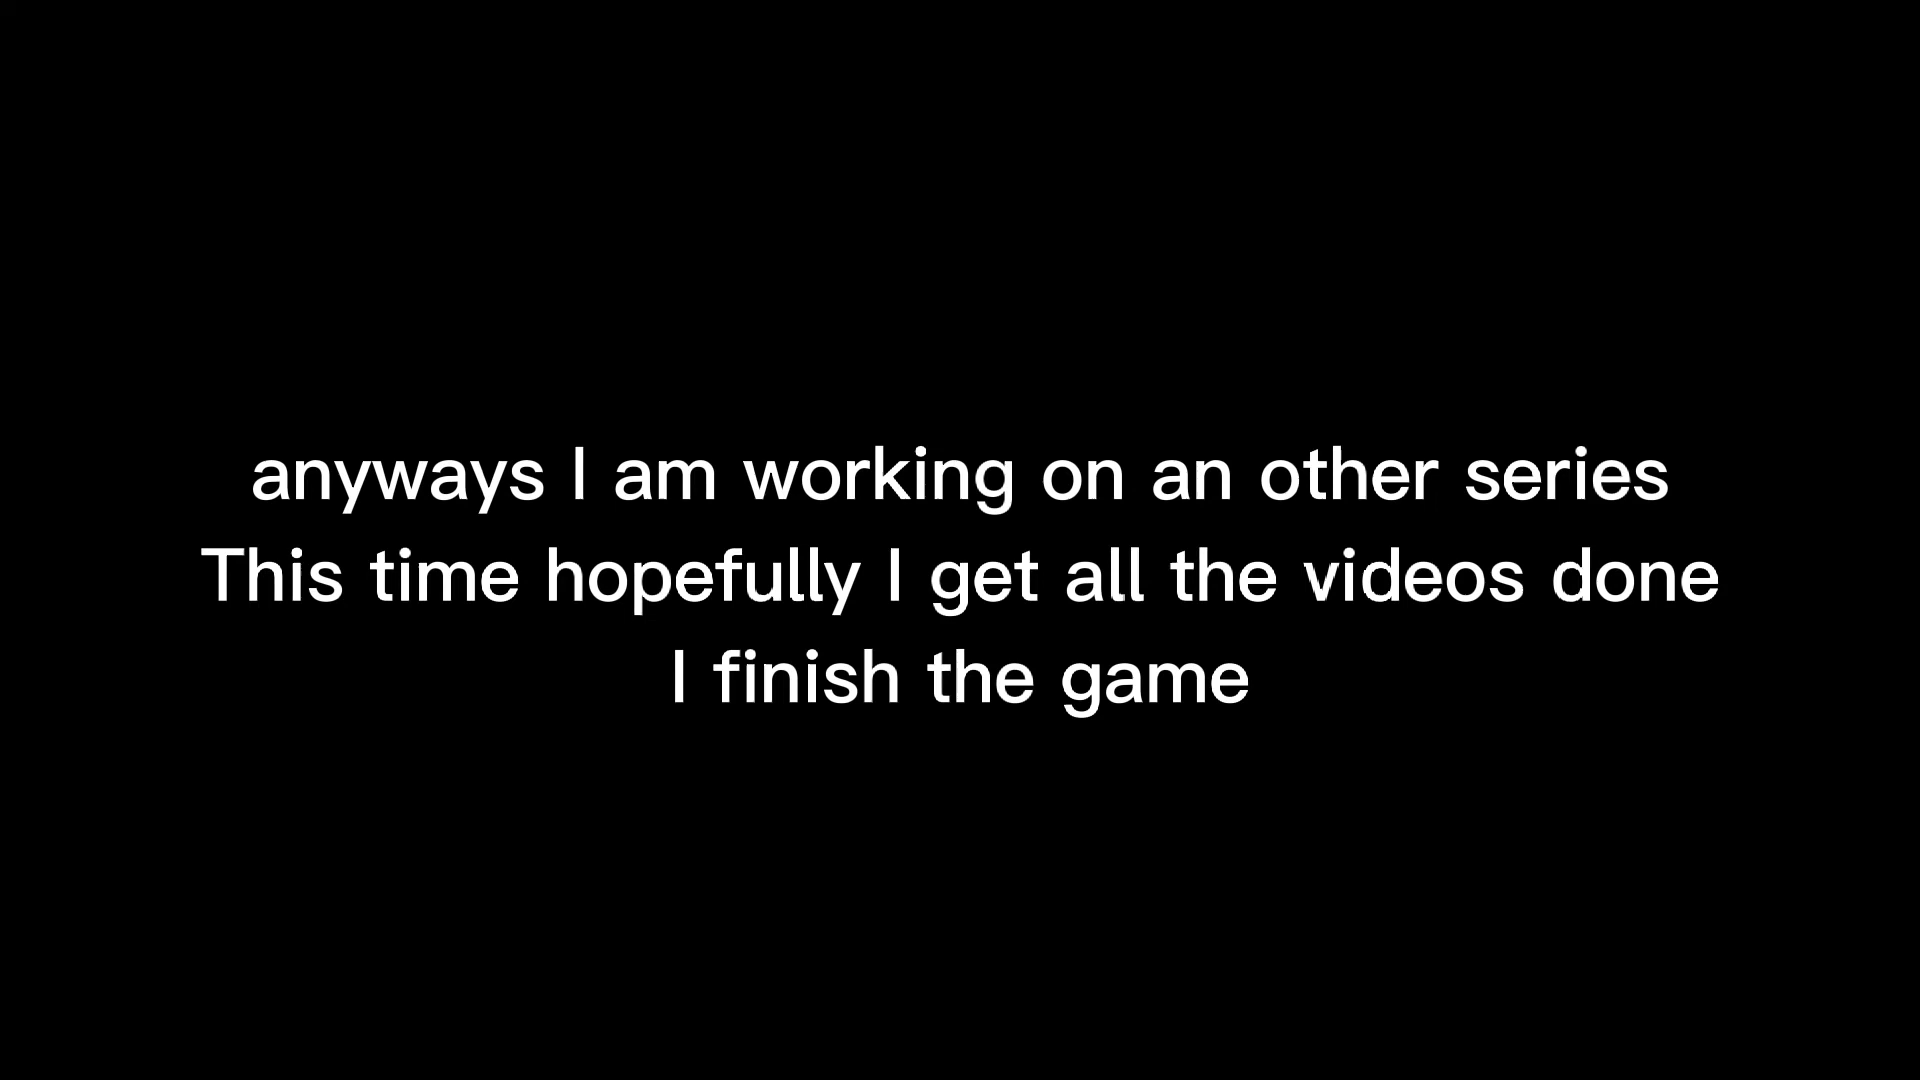 anyways I am working on an other series
This time hopefully I get all the videos done
I finish the game